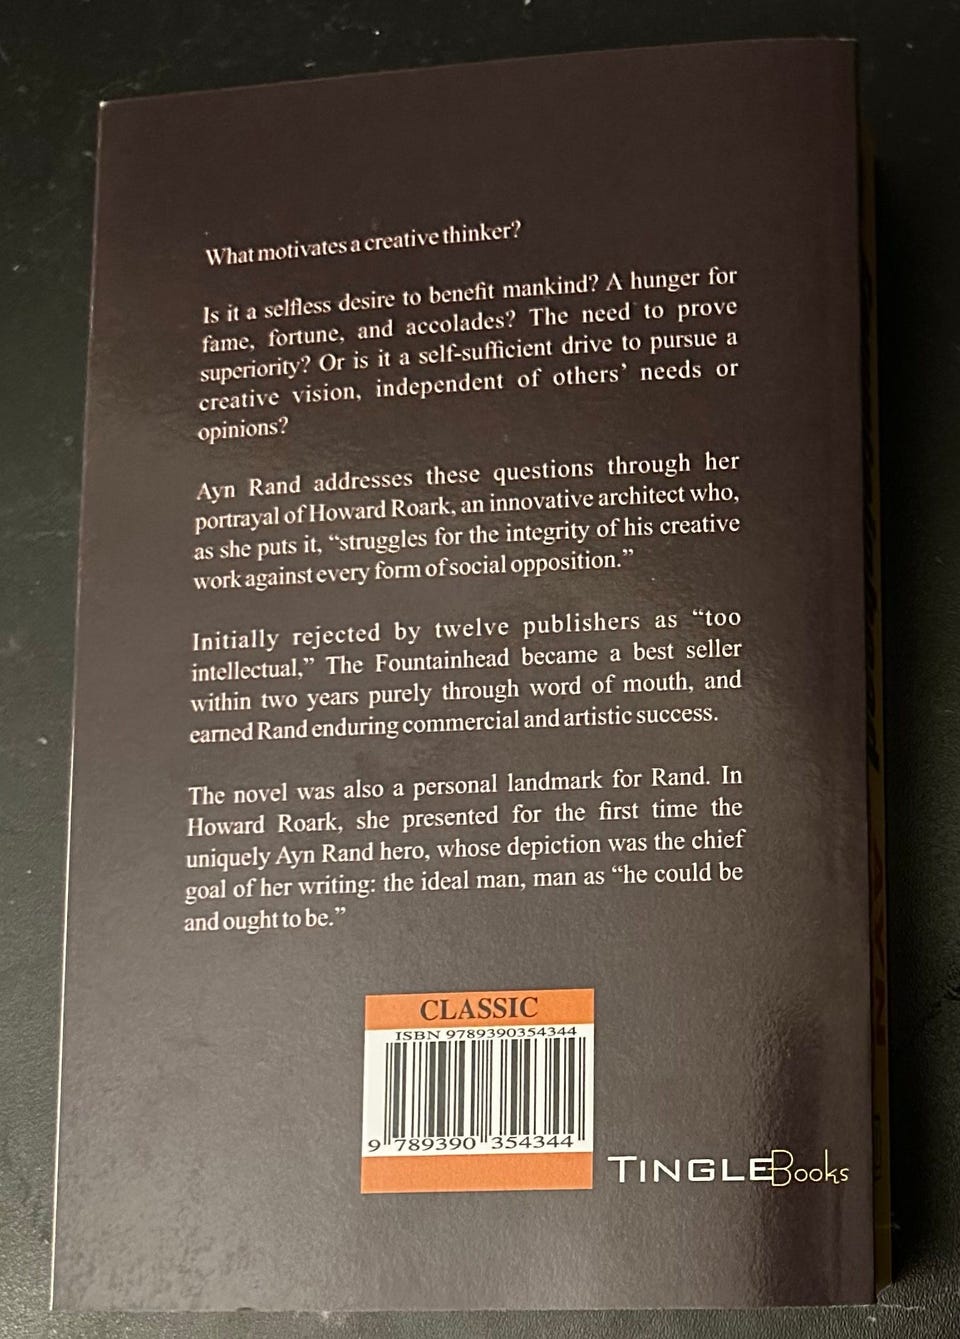 What motivates a creative thinker?
Is it a selfless desire to benefit mankind? A hunger for
fame, fortune, and accolades? The need to prove
superiority? Or is it a self-sufficient drive to pursue a
creative vision, independent of others' needs or
opinions?
Ayn Rand addresses these questions through her
portrayal of Howard Roark, an innovative architect who,
as she puts it, “struggles for the integrity of his creative
work against every form of social opposition.”
Initially rejected by twelve publishers as “too
intellectual,” The Fountainhead became a best seller
within two years purely through word of mouth, and
earned Rand enduring commercial and artistic success.
The novel was also a personal landmark for Rand. In
Howard Roark, she presented for the first time the
uniquely Ayn Rand hero, whose depiction was the chief
goal of her writing: the ideal man, man as “he could be
and ought to be.”
CLASSIC
ISBN 9789390354344
9 789390 354344
TINGLE Books